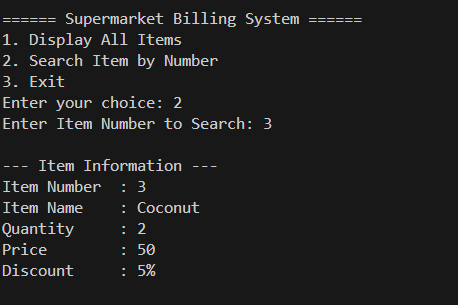 ====== Supermarket Billing System ======
1. Display All Items
2. Search Item by Number
3. Exit
Enter your choice: 2
Enter Item Number to Search: 3
--- Item Information ---
Item Number  : 3
Item Name    : Coconut
Quantity     : 2
Price        : 50
Discount     : 5%